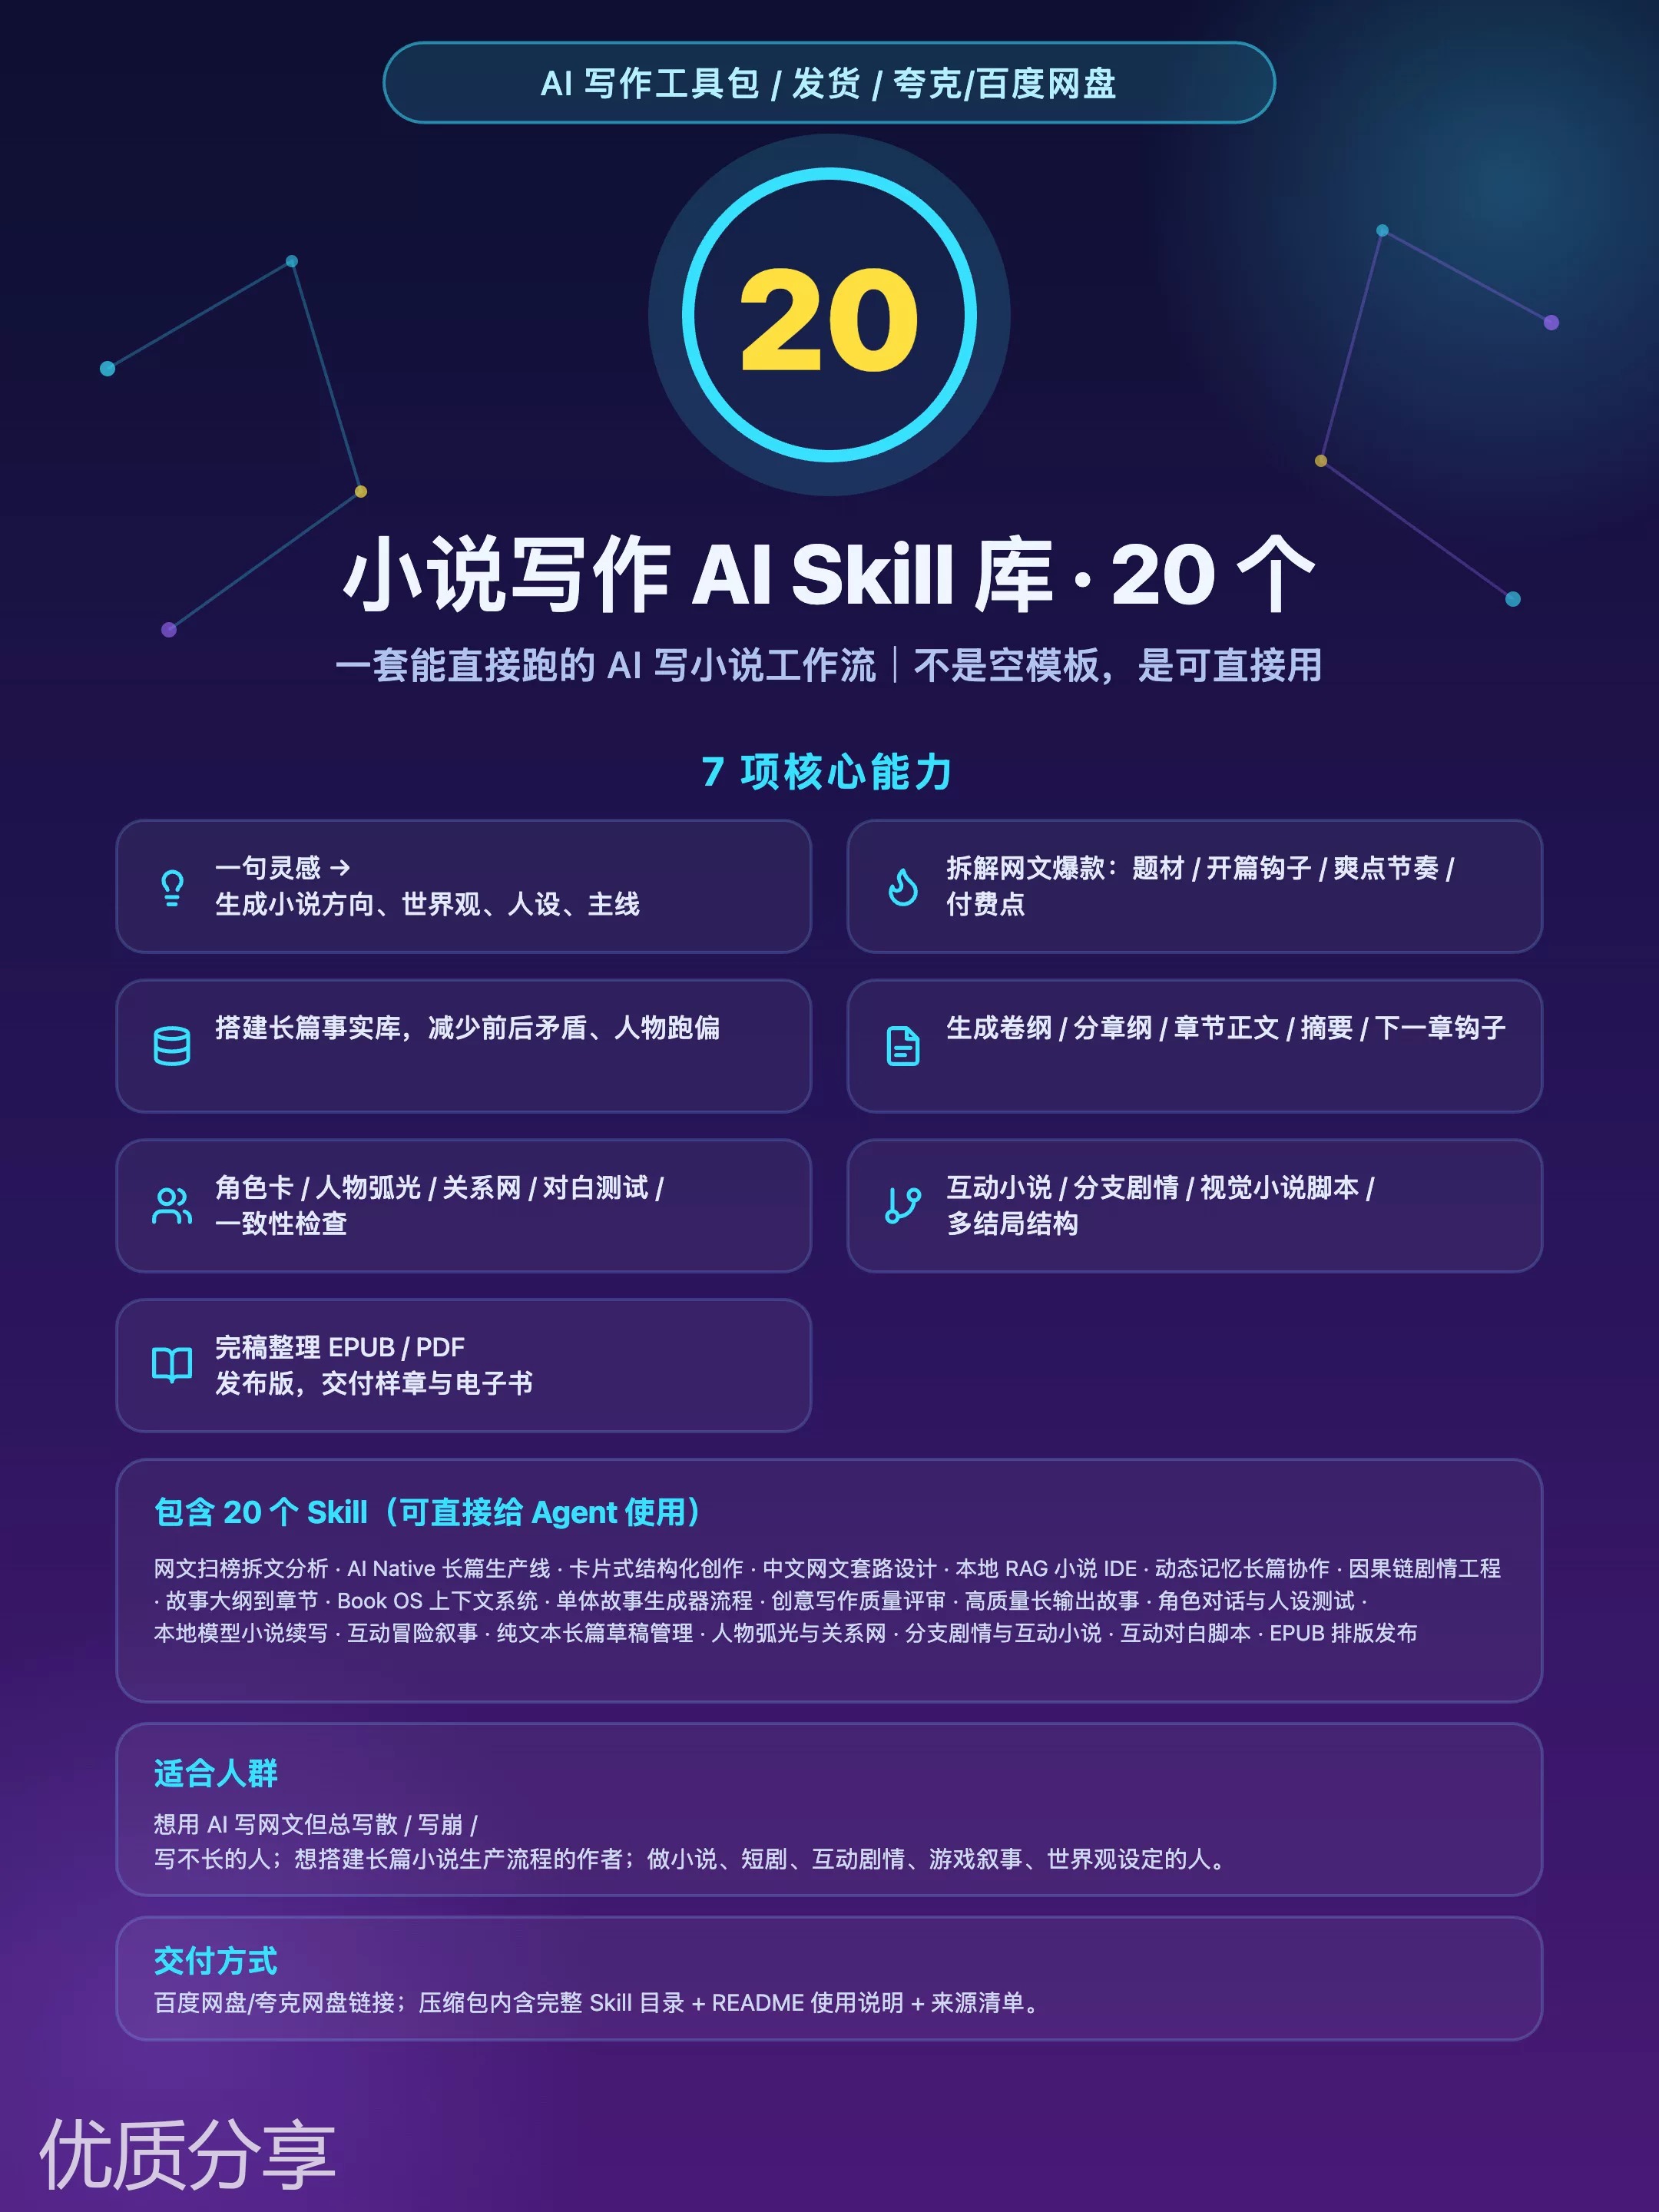 AI 写作工具包 / 发货 / 夸克/百度网盘
20
小说写作 AI Skill 库 · 20 个
一套能直接跑的 AI 写小说工作流｜不是空模板，是可直接用
7 项核心能力
一句灵感 →
生成小说方向、世界观、人设、主线
拆解网文爆款：题材 / 开篇钩子 / 爽点节奏 /
付费点
搭建长篇事实库，减少前后矛盾、人物跑偏
生成卷纲 / 分章纲 / 章节正文 / 摘要 / 下一章钩子
角色卡 / 人物弧光 / 关系网 / 对白测试 /
一致性检查
互动小说 / 分支剧情 / 视觉小说脚本 /
多结局结构
完稿整理 EPUB / PDF
发布版，交付样章与电子书
包含 20 个 Skill（可直接给 Agent 使用）
网文扫榜拆文分析 · AI Native 长篇生产线 · 卡片式结构化创作 · 中文网文套路设计 · 本地 RAG 小说 IDE · 动态记忆长篇协作 · 因果链剧情工程
· 故事大纲到章节 · Book OS 上下文系统 · 单体故事生成器流程 · 创意写作质量评审 · 高质量长输出故事 · 角色对话与人设测试 ·
本地模型小说续写 · 互动冒险叙事 · 纯文本长篇草稿管理 · 人物弧光与关系网 · 分支剧情与互动小说 · 互动对白脚本 · EPUB 排版发布
适合人群
想用 AI 写网文但总写散 / 写崩 /
写不长的人；想搭建长篇小说生产流程的作者；做小说、短剧、互动剧情、游戏叙事、世界观设定的人。
交付方式
百度网盘/夸克网盘链接；压缩包内含完整 Skill 目录 + README 使用说明 + 来源清单。
优质分享